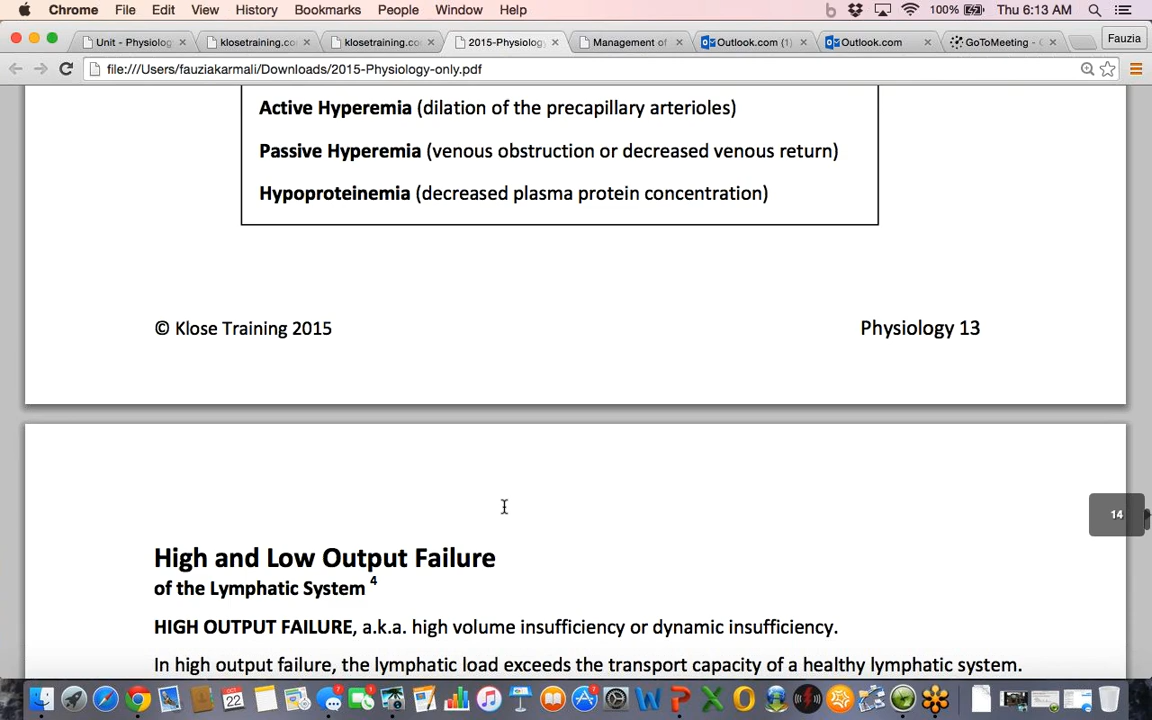 Chrome File Edit View History Bookmarks People Window Help 100% Thu 6:13 AM
Unit - Physiolog klosetraining.co klosetraining.co 2015-Physiolog Management of Outlook.com (1) Outlook.com GoToMeeting - Fauzia
file:///Users/fauziakarmali/Downloads/2015-Physiology-only.pdf
Active Hyperemia (dilation of the precapillary arterioles)
Passive Hyperemia (venous obstruction or decreased venous return)
Hypoproteinemia (decreased plasma protein concentration)
© Klose Training 2015 Physiology 13
14
High and Low Output Failure
of the Lymphatic System 4
HIGH OUTPUT FAILURE, a.k.a. high volume insufficiency or dynamic insufficiency.
In high output failure, the lymphatic load exceeds the transport capacity of a healthy lymphatic system.